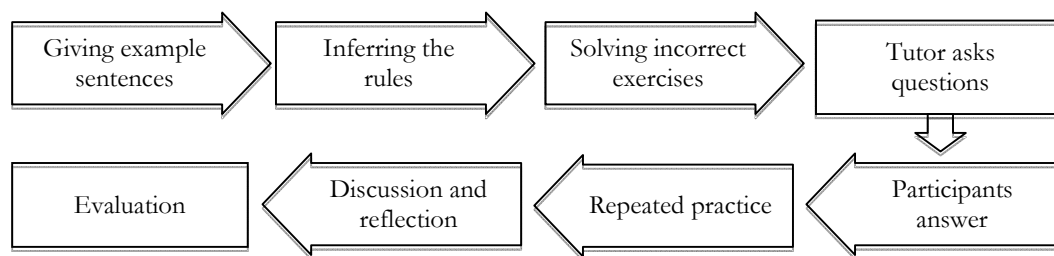 Giving example
sentences
Inferring the
rules
Solving incorrect
exercises
Tutor asks
questions
Participants
answer
Repeated practice
Discussion and
reflection
Evaluation